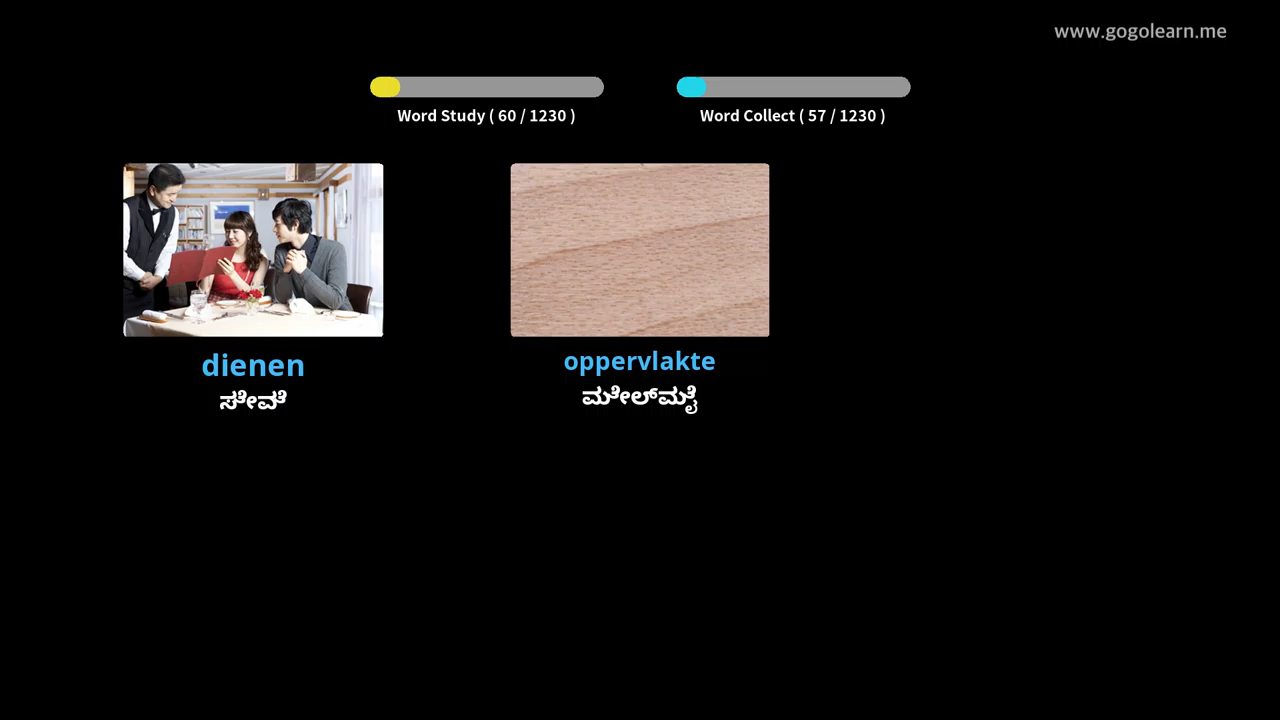 www.gogolearn.me
Word Study ( 60 / 1230 )
Word Collect ( 57 / 1230 )
dienen
ಸೇವೆ
oppervlakte
ಮೇಲ್ಮೈ